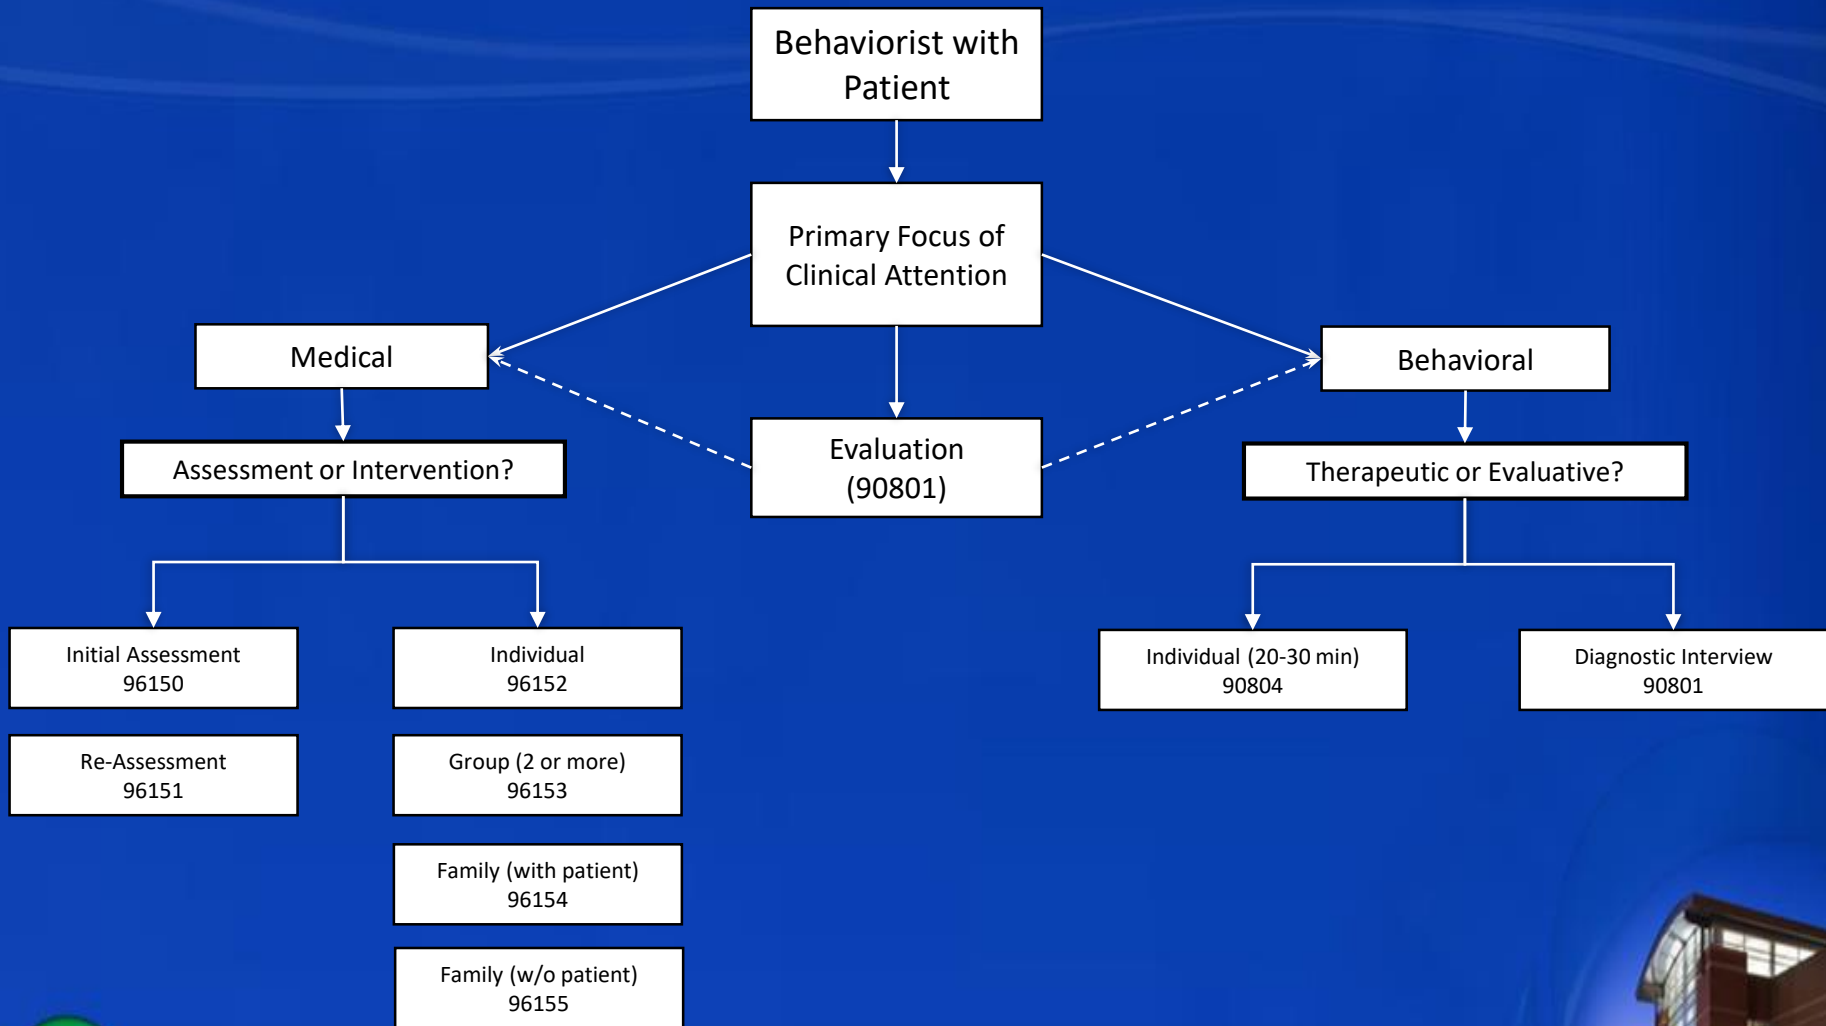 Behaviorist with
Patient
Primary Focus of
Clinical Attention
Medical
Behavioral
Evaluation
(90801)
Assessment or Intervention?
Therapeutic or Evaluative?
Initial Assessment
96150
Individual
96152
Individual (20-30 min)
90804
Diagnostic Interview
90801
Re-Assessment
96151
Group (2 or more)
96153
Family (with patient)
96154
Family (w/o patient)
96155